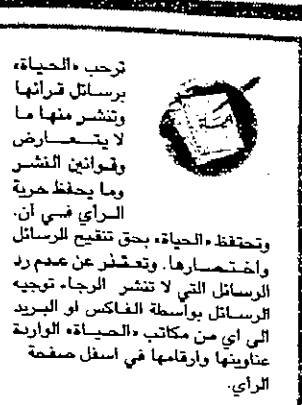 ترحب «الحياة»
برسائل قرائها
وتنشر منها ما
لا يتعارض
وقوانين النشر
وما يحفظ حرية
الرأي في آن.
وتحتفظ «الحياة» بحق تنقيح الرسائل
واختصارها. وتعتذر عن عدم رد
الرسائل التي لا تنشر الرجاء توجيه
الرسائل بواسطة الفاكس او البريد
الى اي من مكاتب «الحياة» الواردة
عناوينها وارقامها في اسفل صفحة
الرأي.